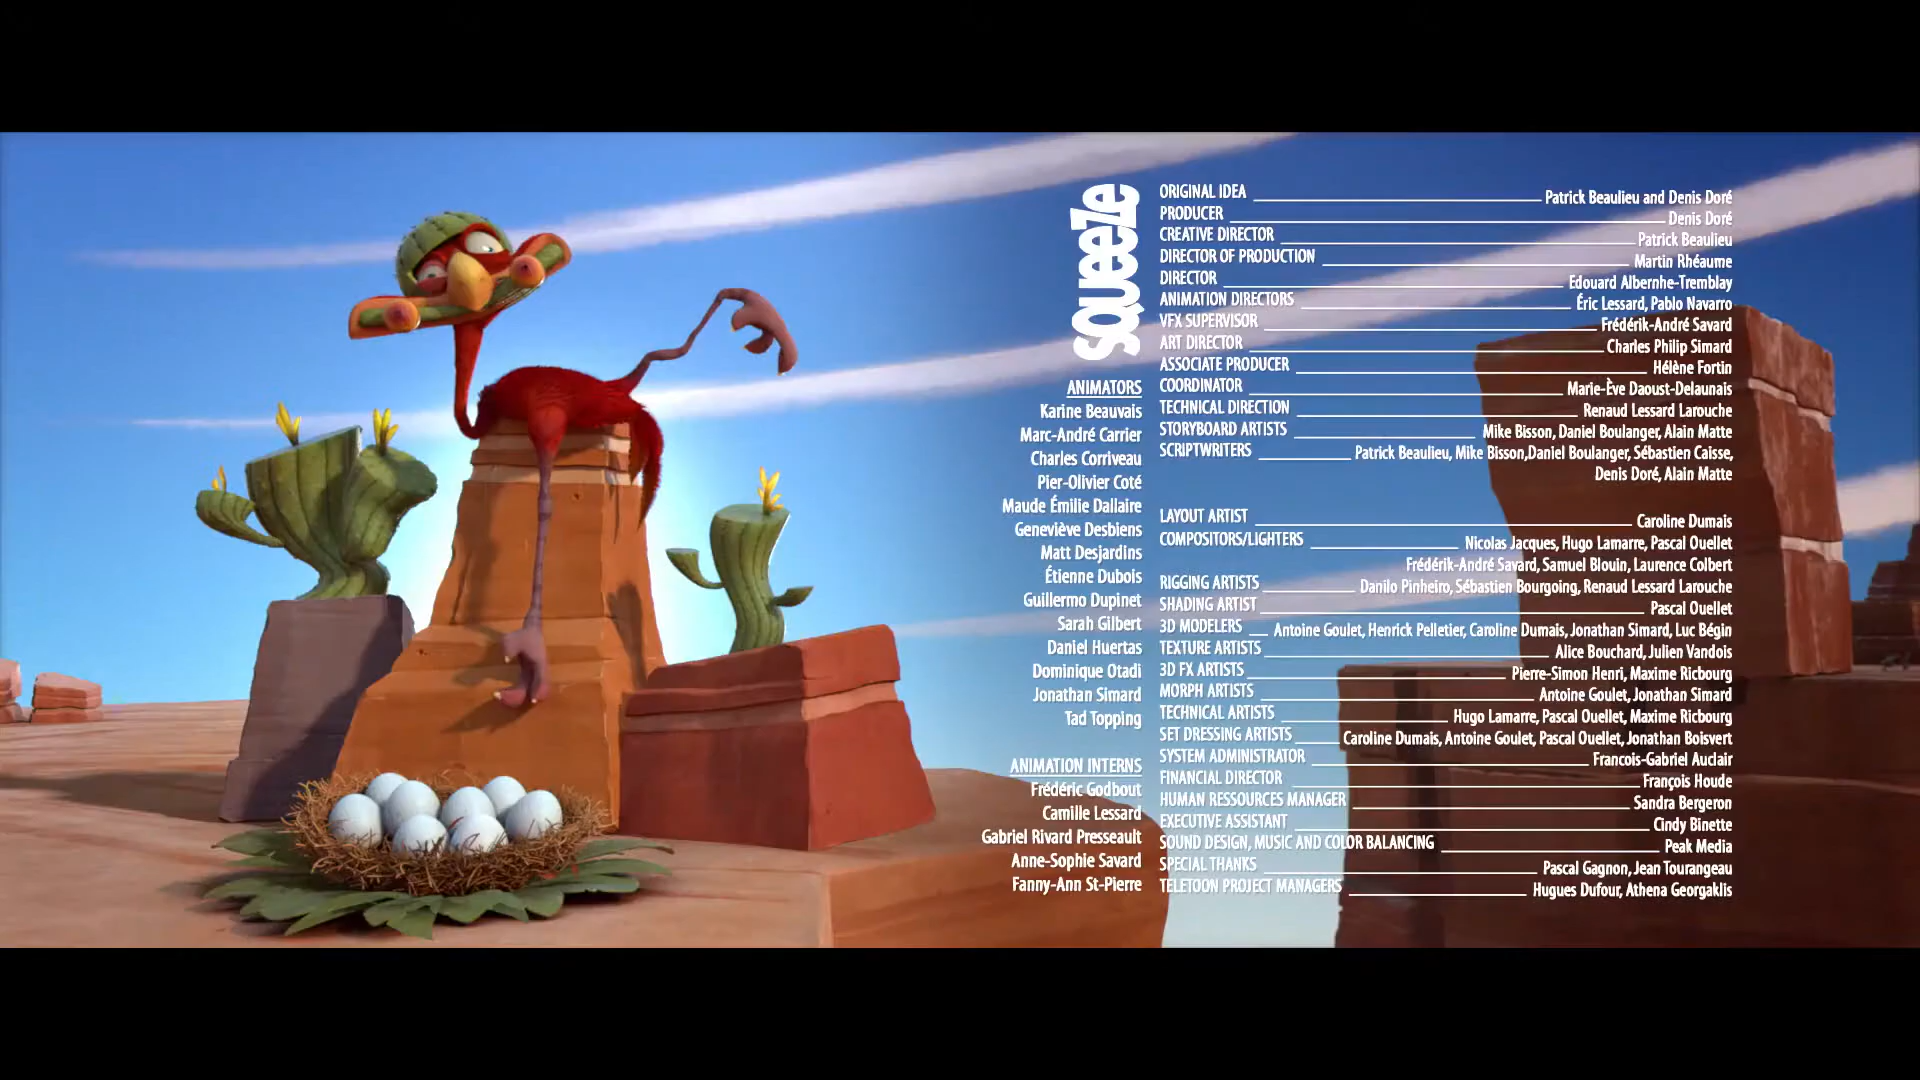 squeeze
ANIMATORS
Karine Beauvais
Marc-André Carrier
Charles Corriveau
Pier-Olivier Coté
Maude Émilie Dallaire
Geneviève Desbiens
Matt Desjardins
Étienne Dubois
Guillermo Dupinet
Sarah Gilbert
Daniel Huertas
Dominique Otadi
Jonathan Simard
Tad Topping
ANIMATION INTERNS
Frédéric Godbout
Camille Lessard
Gabriel Rivard Presseault
Anne-Sophie Savard
Fanny-Ann St-Pierre
ORIGINAL IDEA Patrick Beaulieu and Denis Doré
PRODUCER Denis Doré
CREATIVE DIRECTOR Patrick Beaulieu
DIRECTOR OF PRODUCTION Martin Rhéaume
DIRECTOR Edouard Albernhe-Tremblay
ANIMATION DIRECTORS Éric Lessard, Pablo Navarro
VFX SUPERVISOR Frédérik-André Savard
ART DIRECTOR Charles Philip Simard
ASSOCIATE PRODUCER Hélène Fortin
COORDINATOR Marie-Ève Daoust-Delaunais
TECHNICAL DIRECTION Renaud Lessard Larouche
STORYBOARD ARTISTS Mike Bisson, Daniel Boulanger, Alain Matte
SCRIPTWRITERS Patrick Beaulieu, Mike Bisson,Daniel Boulanger, Sébastien Caisse,
Denis Doré, Alain Matte
LAYOUT ARTIST Caroline Dumais
COMPOSITORS/LIGHTERS Nicolas Jacques, Hugo Lamarre, Pascal Ouellet
Frédérik-André Savard, Samuel Blouin, Laurence Colbert
RIGGING ARTISTS Danilo Pinheiro, Sébastien Bourgoing, Renaud Lessard Larouche
SHADING ARTIST Pascal Ouellet
3D MODELERS Antoine Goulet, Henrick Pelletier, Caroline Dumais, Jonathan Simard, Luc Bégin
TEXTURE ARTISTS Alice Bouchard, Julien Vandois
3D FX ARTISTS Pierre-Simon Henri, Maxime Ricbourg
MORPH ARTISTS Antoine Goulet, Jonathan Simard
TECHNICAL ARTISTS Hugo Lamarre, Pascal Ouellet, Maxime Ricbourg
SET DRESSING ARTISTS Caroline Dumais, Antoine Goulet, Pascal Ouellet, Jonathan Boisvert
SYSTEM ADMINISTRATOR Francois-Gabriel Auclair
FINANCIAL DIRECTOR François Houde
HUMAN RESSOURCES MANAGER Sandra Bergeron
EXECUTIVE ASSISTANT Cindy Binette
SOUND DESIGN, MUSIC AND COLOR BALANCING Peak Media
SPECIAL THANKS Pascal Gagnon, Jean Tourangeau
TELETOON PROJECT MANAGERS Hugues Dufour, Athena Georgaklis